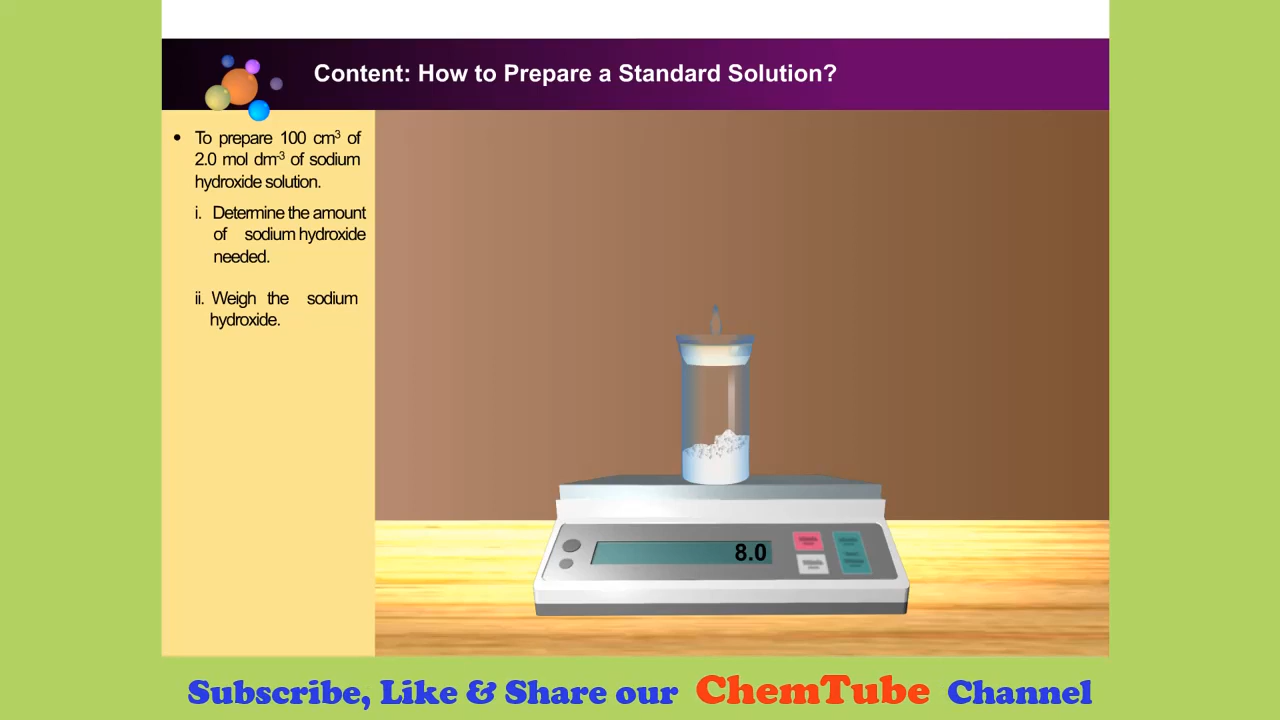 Content: How to Prepare a Standard Solution?
• To prepare 100 cm³ of
2.0 mol dm⁻³ of sodium
hydroxide solution.
i. Determine the amount
of sodium hydroxide
needed.
ii. Weigh the sodium
hydroxide.
8.0
Subscribe, Like & Share our ChemTube Channel